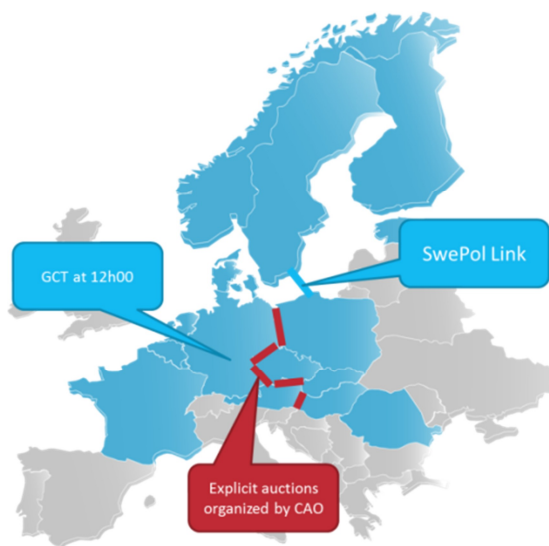 SwePol Link
GCT at 12h00
Explicit auctions
organized by CAO